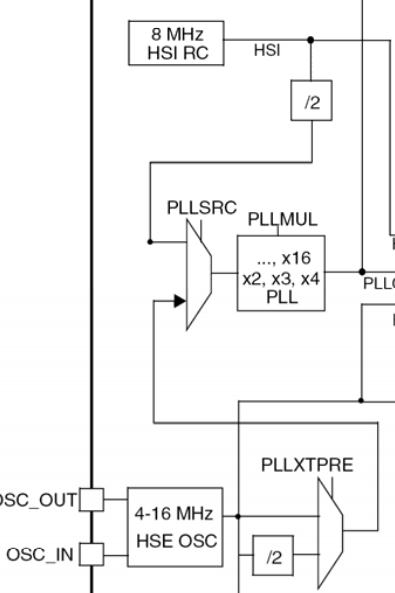 8 MHz
HSI RC
HSI
/2
PLLSRC
PLLMUL
..., x16
x2, x3, x4
PLL
PLLC
PLLXTPRE
OSC_OUT
4-16 MHz
HSE OSC
OSC_IN
/2